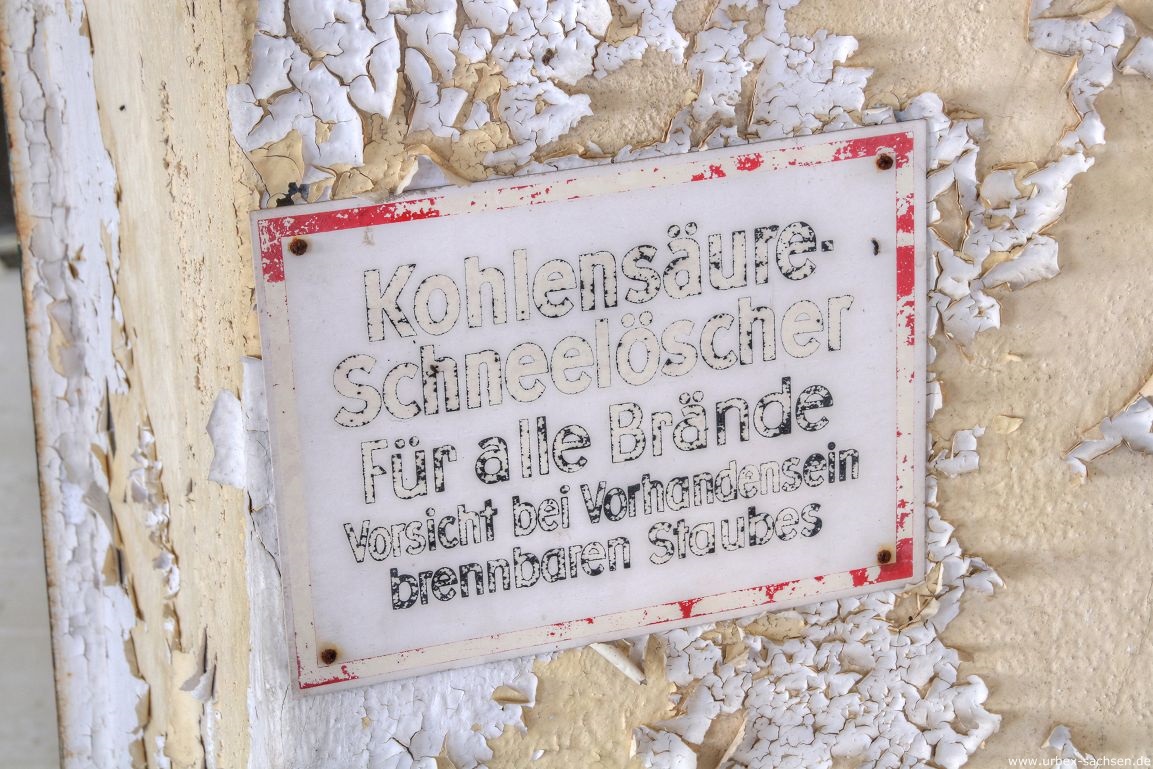 Kohlensäure-
Schneelöscher
Für alle Brände
Vorsicht bei Vorhandensein
brennbaren Staubes
www.urbex-sachsen.de